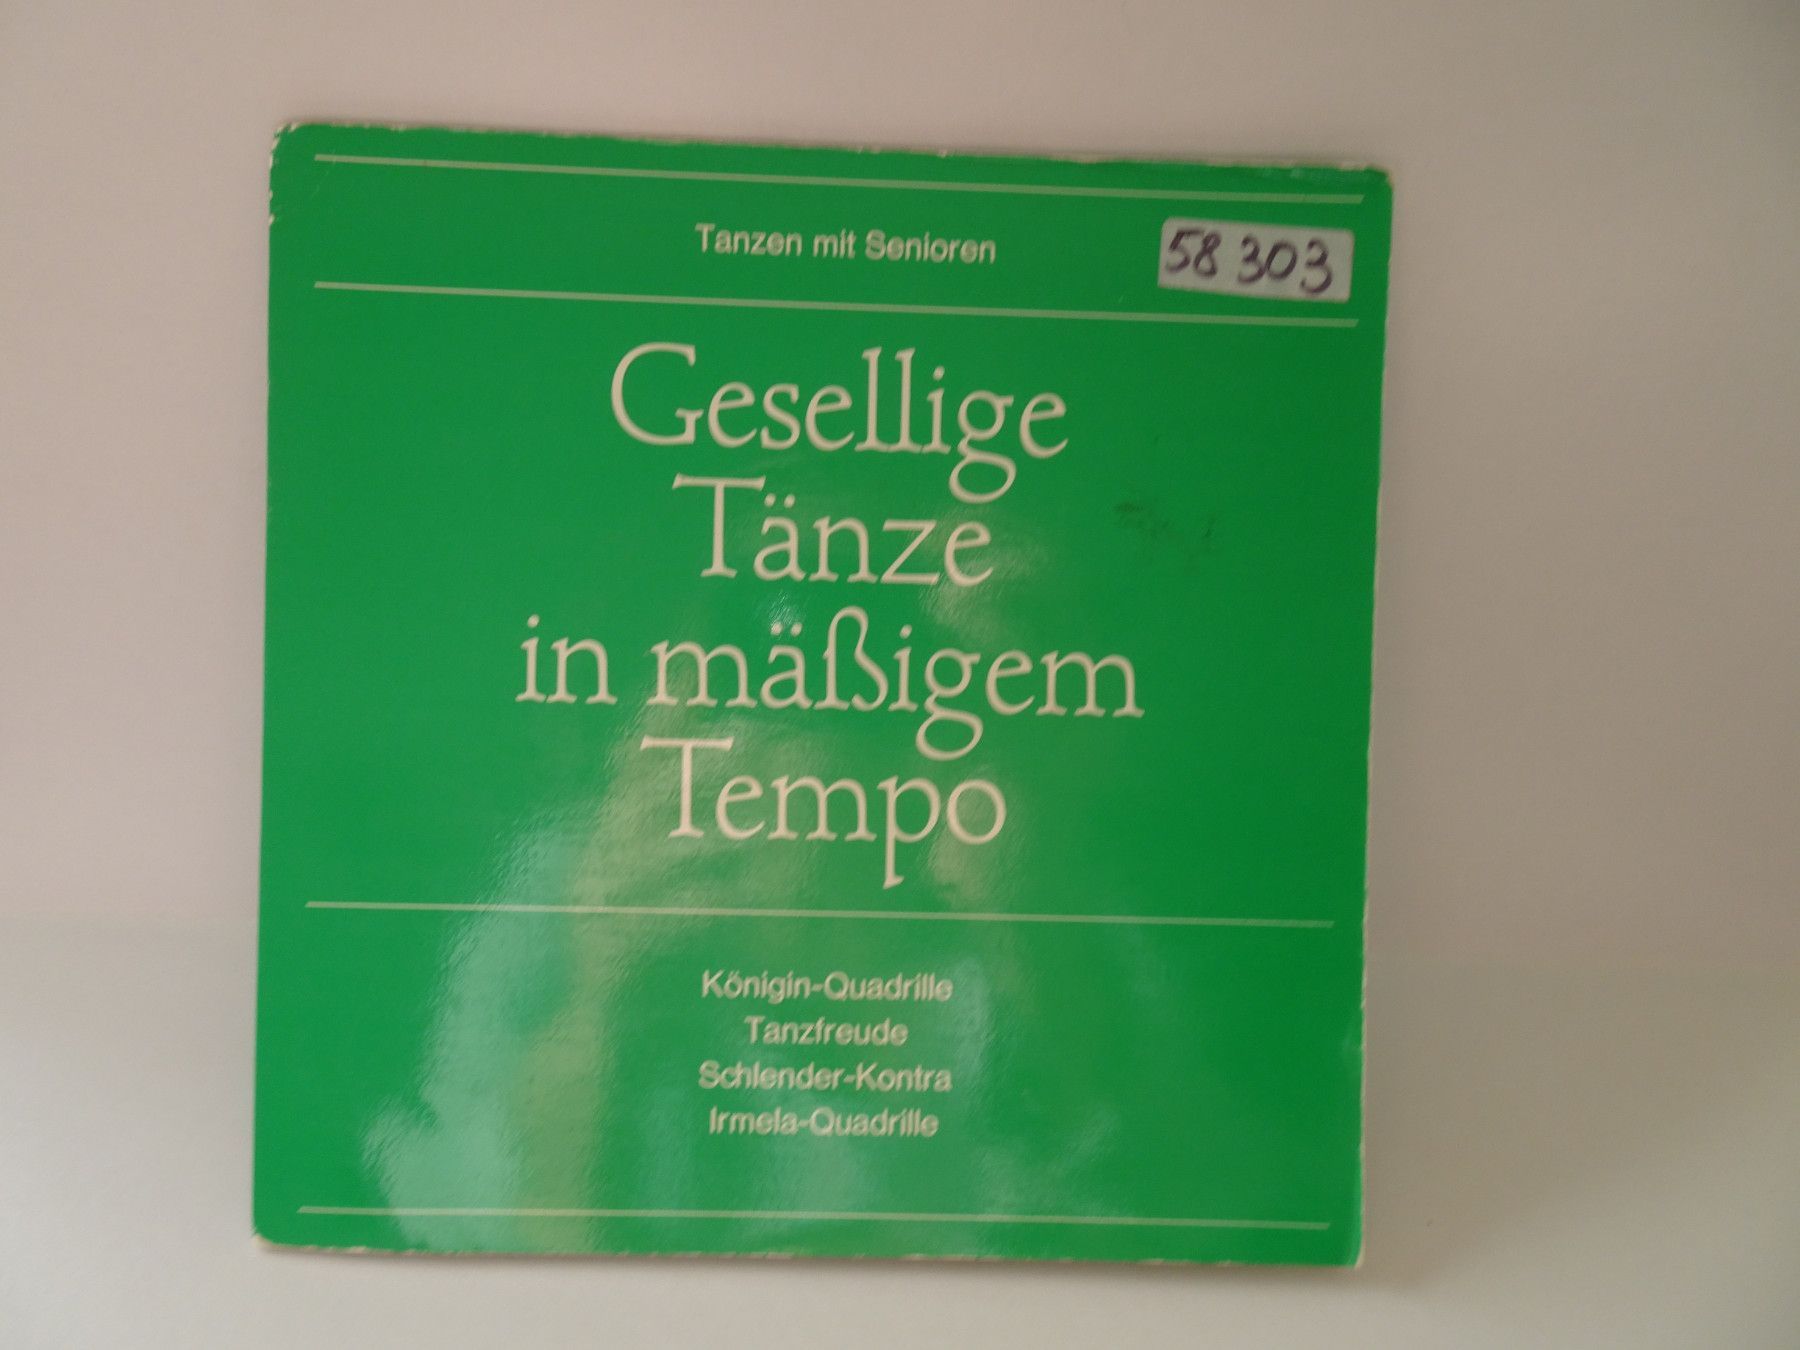 Tanzen mit Senioren
58 303
Gesellige
Tänze
in mäßigem
Tempo
Königin-Quadrille
Tanzfreude
Schlender-Kontra
Irmela-Quadrille